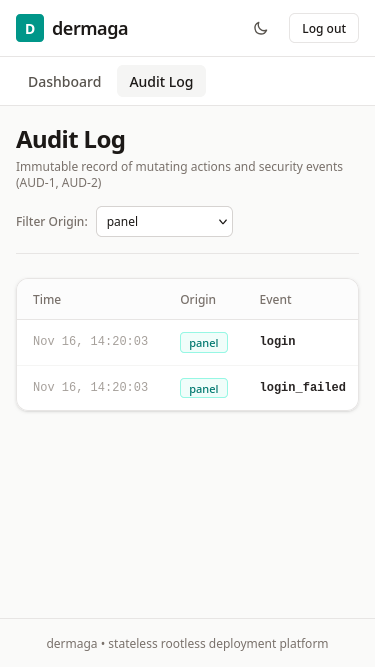 D dermaga Log out
Dashboard Audit Log
Audit Log
Immutable record of mutating actions and security events
(AUD-1, AUD-2)
Filter Origin: panel
Time Origin Event
Nov 16, 14:20:03 panel login
Nov 16, 14:20:03 panel login_failed
dermaga • stateless rootless deployment platform